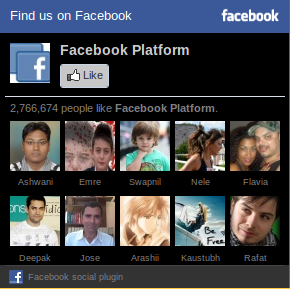 Find us on Facebook
facebook
Facebook Platform
Like
2,766,674 people like Facebook Platform.
Ashwani Emre Swapnil Nele Flavia
Be
Free
Deepak Jose Arashii Kaustubh Rafat
Facebook social plugin